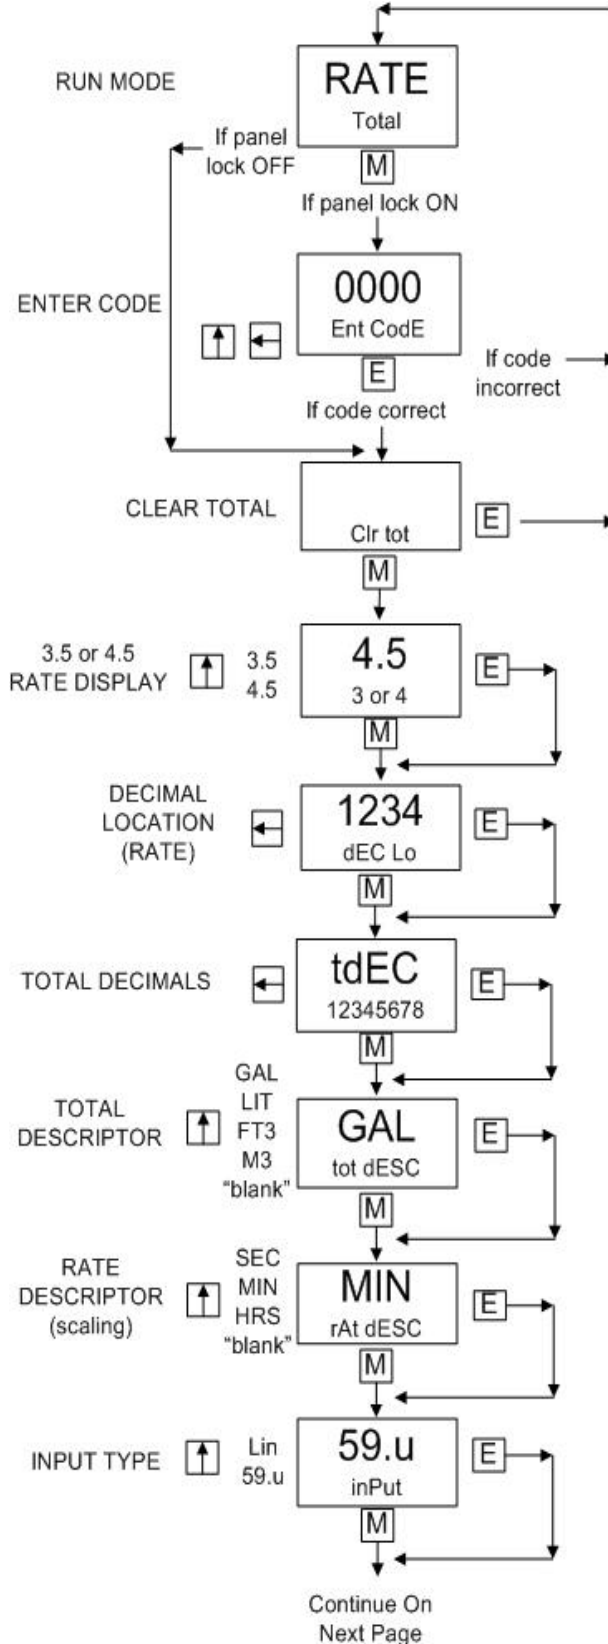 RUN MODE
RATE
Total
If panel
lock OFF
M
If panel lock ON
ENTER CODE
0000
Ent CodE
E
If code
incorrect
If code correct
CLEAR TOTAL
Clr tot
E
M
3.5 or 4.5
RATE DISPLAY
3.5
4.5
4.5
3 or 4
E
M
DECIMAL
LOCATION
(RATE)
1234
dEC Lo
E
M
TOTAL DECIMALS
tdEC
12345678
E
M
TOTAL
DESCRIPTOR
GAL
LIT
FT3
M3
"blank"
GAL
tot dESC
E
M
RATE
DESCRIPTOR
(scaling)
SEC
MIN
HRS
"blank"
MIN
rAt dESC
E
M
INPUT TYPE
Lin
59.u
59.u
inPut
E
M
Continue On
Next Page